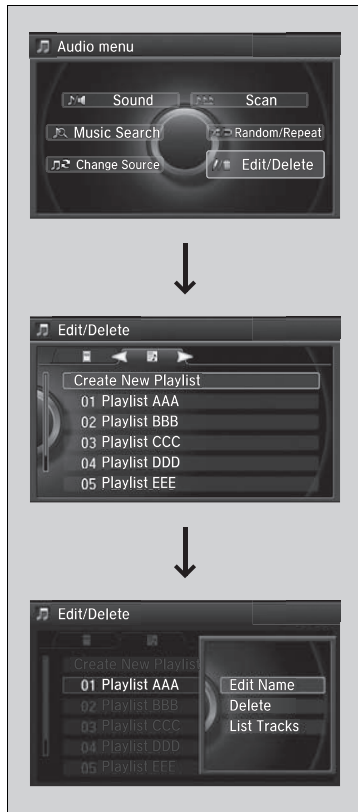 Audio menu
Sound Scan
Music Search Random/Repeat
Change Source Edit/Delete
Edit/Delete
Create New Playlist
01 Playlist AAA
02 Playlist BBB
03 Playlist CCC
04 Playlist DDD
05 Playlist EEE
Edit/Delete
Create New Playlist
01 Playlist AAA Edit Name
02 Playlist BBB Delete
03 Playlist CCC List Tracks
04 Playlist DDD
05 Playlist EEE